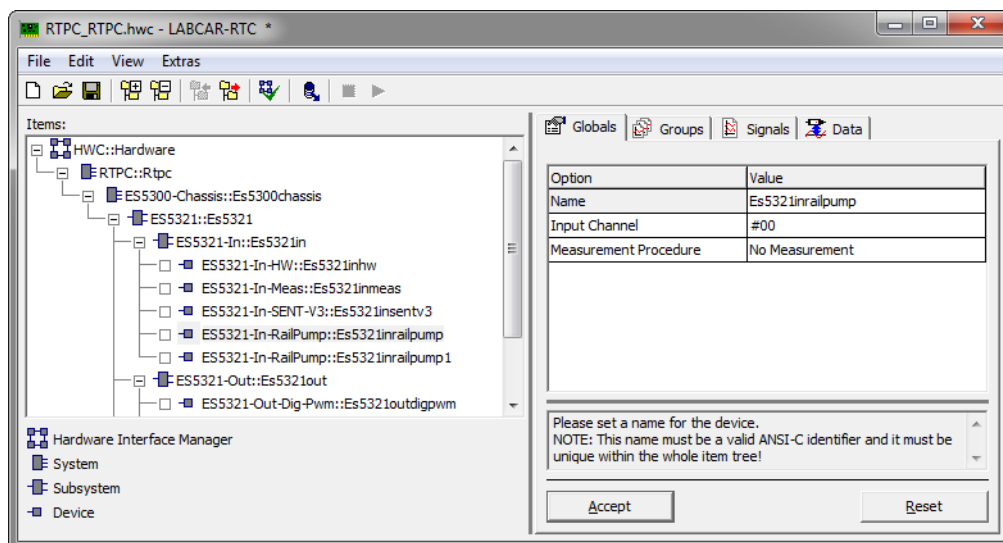 RTPC_RTPC.hwc - LABCAR-RTC *
File Edit View Extras
Items:
HWC::Hardware
RTPC::Rtpc
ES5300-Chassis::Es5300chassis
ES5321::Es5321
ES5321-In::Es5321in
ES5321-In-HW::Es5321inhw
ES5321-In-Meas::Es5321inmeas
ES5321-In-SENT-V3::Es5321insentv3
ES5321-In-RailPump::Es5321inrailpump
ES5321-In-RailPump::Es5321inrailpump1
ES5321-Out::Es5321out
ES5321-Out-Dig-Pwm::Es5321outdigpwm
Hardware Interface Manager
System
Subsystem
Device
Globals Groups Signals Data
Option Value
Name Es5321inrailpump
Input Channel #00
Measurement Procedure No Measurement
Please set a name for the device.
NOTE: This name must be a valid ANSI-C identifier and it must be
unique within the whole item tree!
Accept Reset